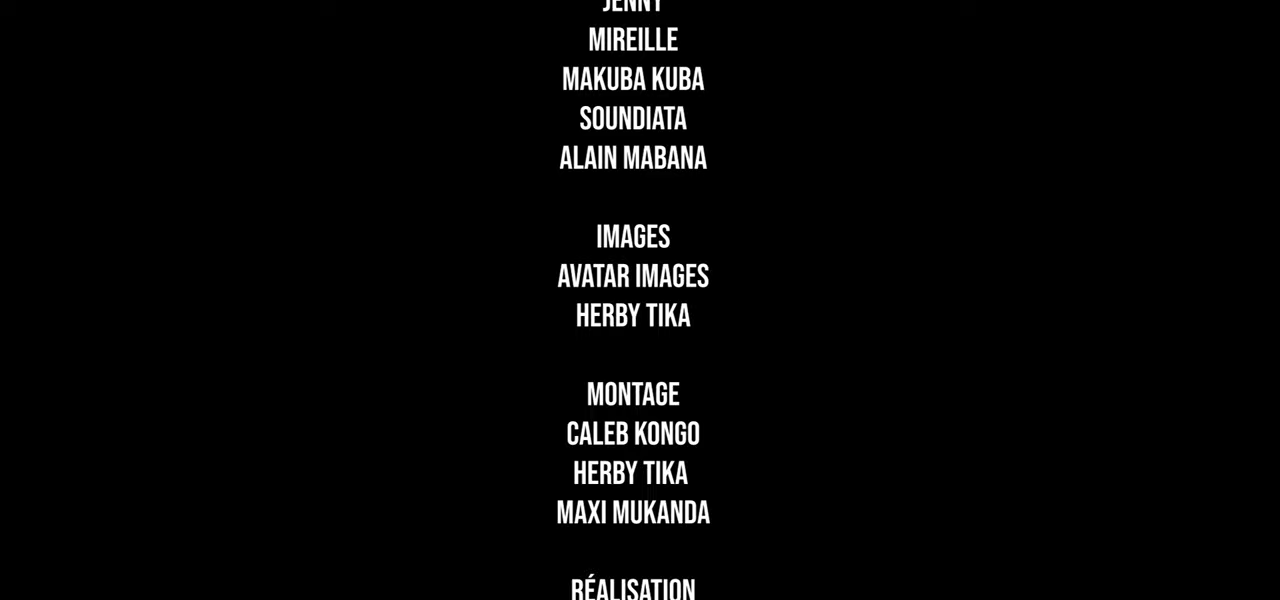 JENNY
MIREILLE
MAKUBA KUBA
SOUNDIATA
ALAIN MABANA
IMAGES
AVATAR IMAGES
HERBY TIKA
MONTAGE
CALEB KONGO
HERBY TIKA
MAXI MUKANDA
RÉALISATION